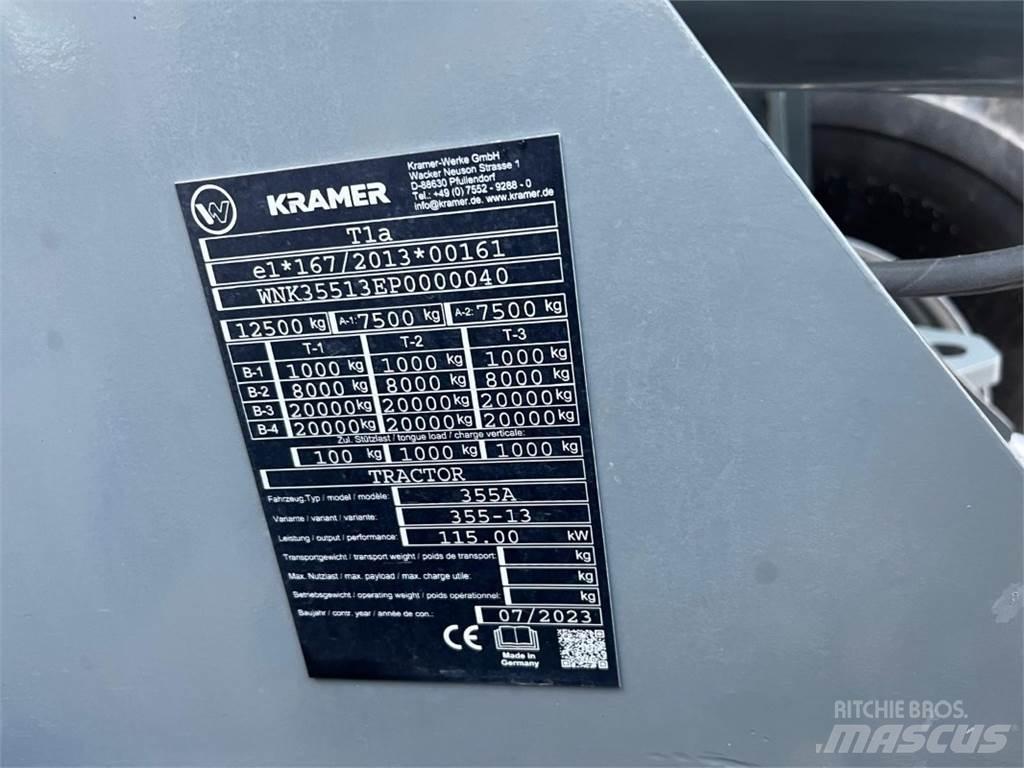 W KRAMER
Kramer-Werke GmbH
Wacker Neuson Strasse 1
D-88630 Pfullendorf
Tel.: +49 (0) 7552 - 9288 - 0
info@kramer.de. www.kramer.de
T1a
e1*167/2013*00161
WNK35513EP0000040
12500 kg A-1: 7500 kg A-2: 7500 kg
T-1 T-2 T-3
B-1 1000 kg 1000 kg 1000 kg
B-2 8000 kg 8000 kg 8000 kg
B-3 20000 kg 20000 kg 20000 kg
B-4 20000 kg 20000 kg 20000 kg
Zul. Stützlast / tongue load / charge verticale:
100 kg 1000 kg 1000 kg
TRACTOR
Fahrzeug.Typ / model / modèle: 355A
Variante / variant / variante: 355-13
Leistung / output / performance: 115.00 kW
Transportgewicht / transport weight / poids de transport: kg
Max. Nutzlast / max. payload / max. charge utile: kg
Betriebsgewicht / operating weight / poids opérationnel: kg
Baujahr / contr. year / année de con.: 07/2023
CE
Made in
Germany
RITCHIE BROS.
MASCUS